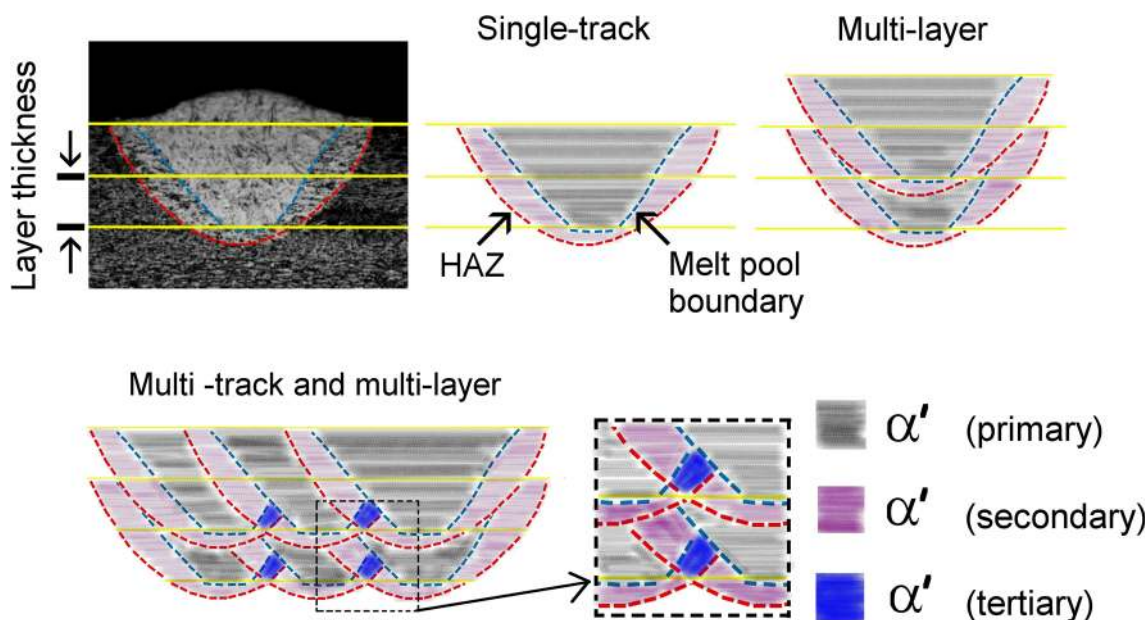 Single-track
Multi-layer
Layer thickness
HAZ
Melt pool
boundary
Multi -track and multi-layer
α' (primary)
α' (secondary)
α' (tertiary)